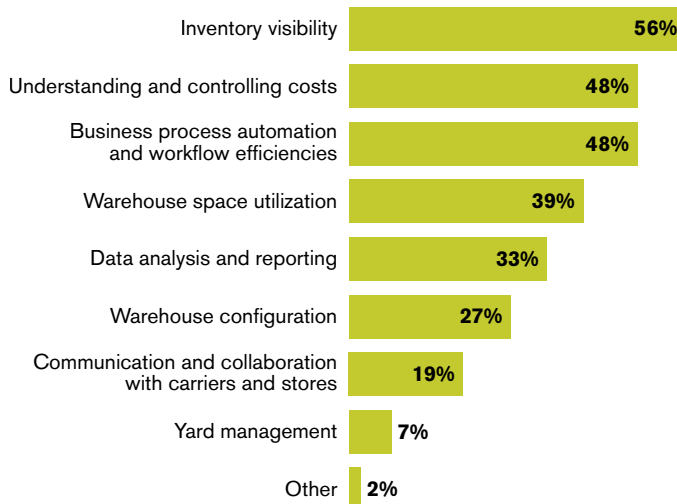 Inventory visibility 56%
Understanding and controlling costs 48%
Business process automation
and workflow efficiencies 48%
Warehouse space utilization 39%
Data analysis and reporting 33%
Warehouse configuration 27%
Communication and collaboration
with carriers and stores 19%
Yard management 7%
Other 2%